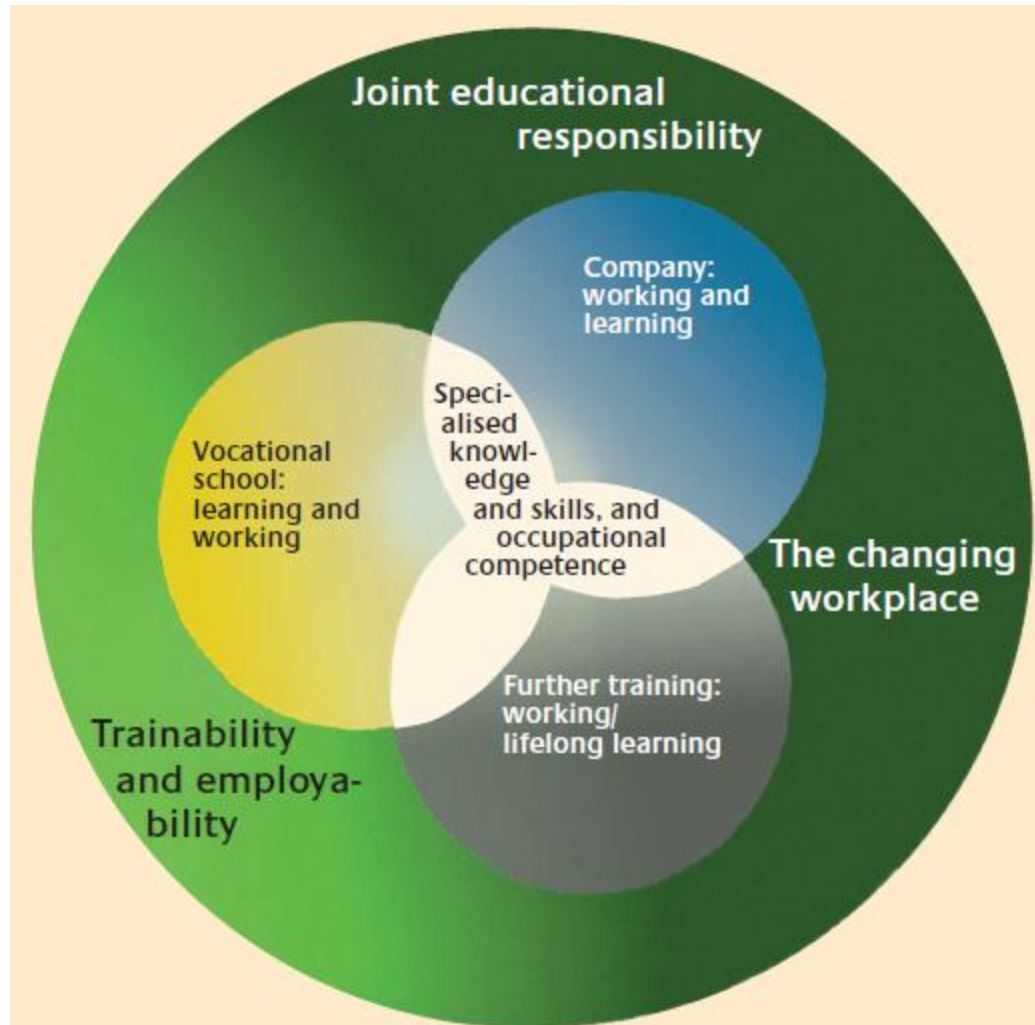 Joint educational
responsibility
Company:
working and
learning
Speci-
alised
knowl-
edge
and skills, and
occupational
competence
Vocational
school:
learning and
working
The changing
workplace
Further training:
working/
lifelong learning
Trainability
and employa-
bility